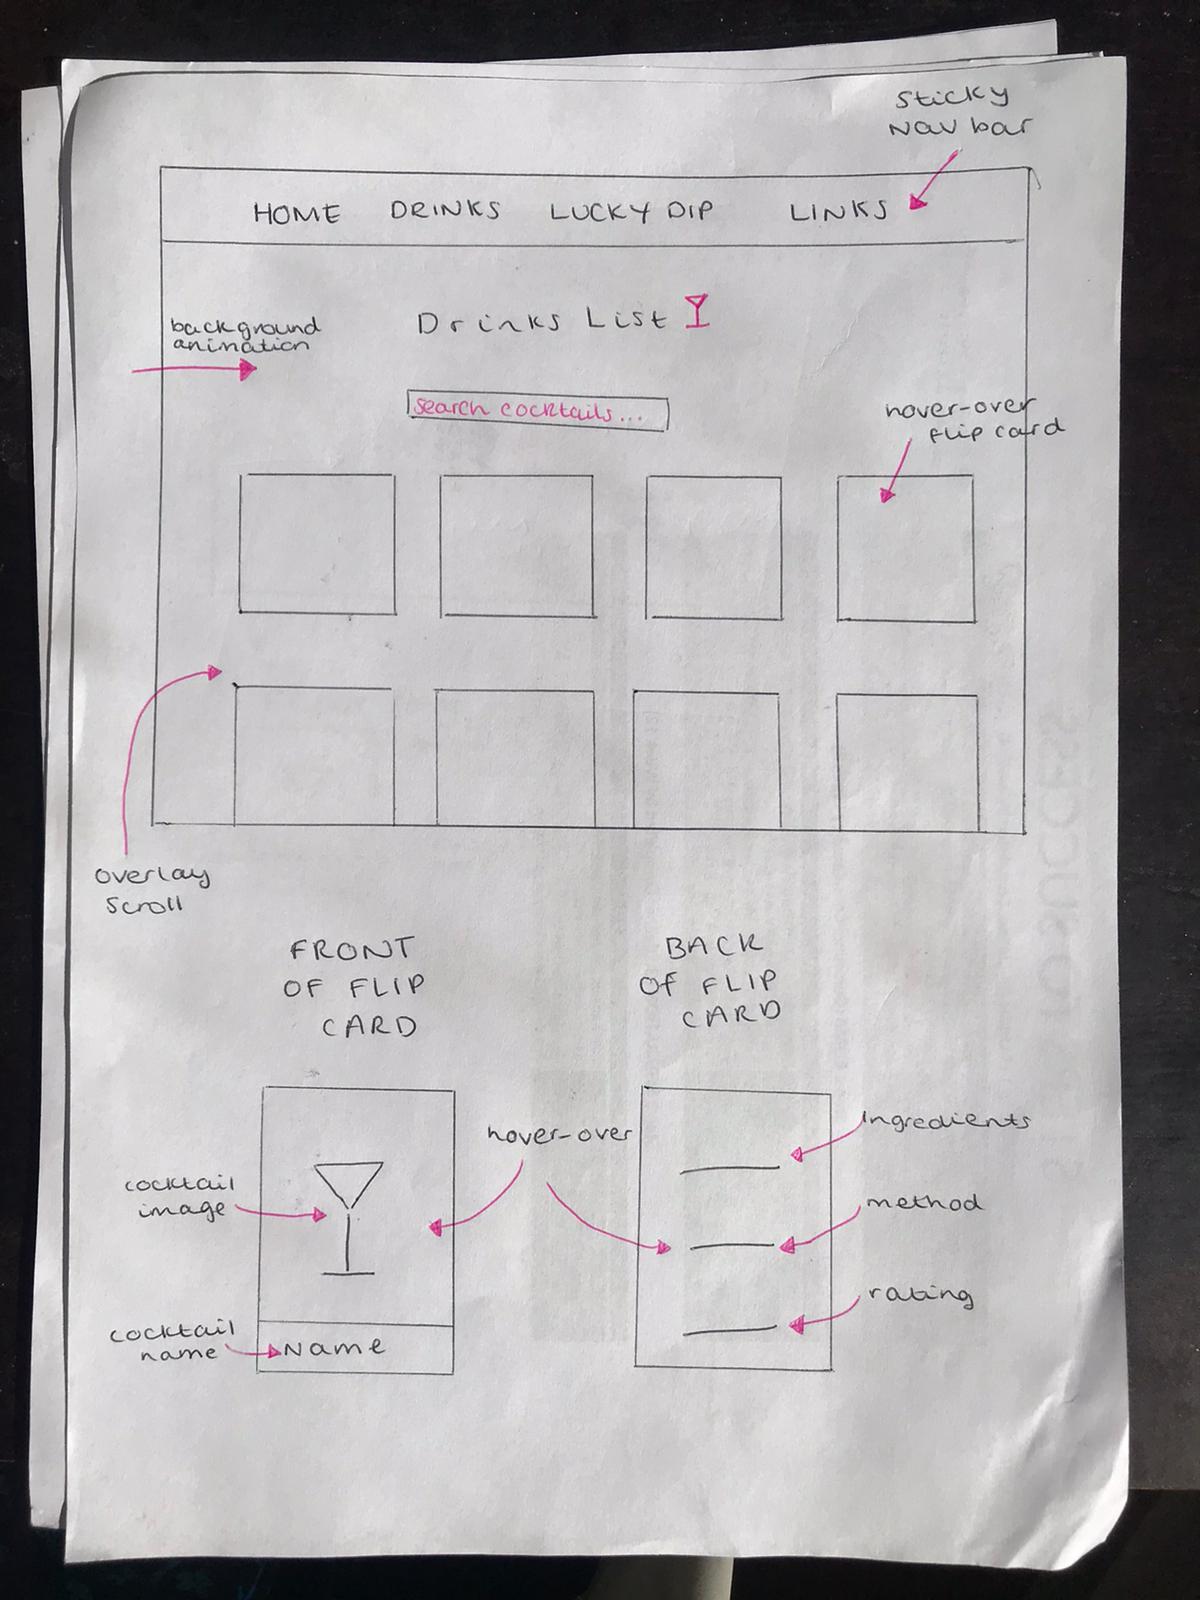 Sticky
Nav bar
HOME DRINKS LUCKY DIP LINKS
Drinks List
background
animation
search cocktails...
hover-over
flip card
overlay
scroll
FRONT
OF FLIP
CARD
BACK
OF FLIP
CARD
hover-over
ingredients
cocktail
image
method
rating
cocktail
name
Name
TO SUCCESS